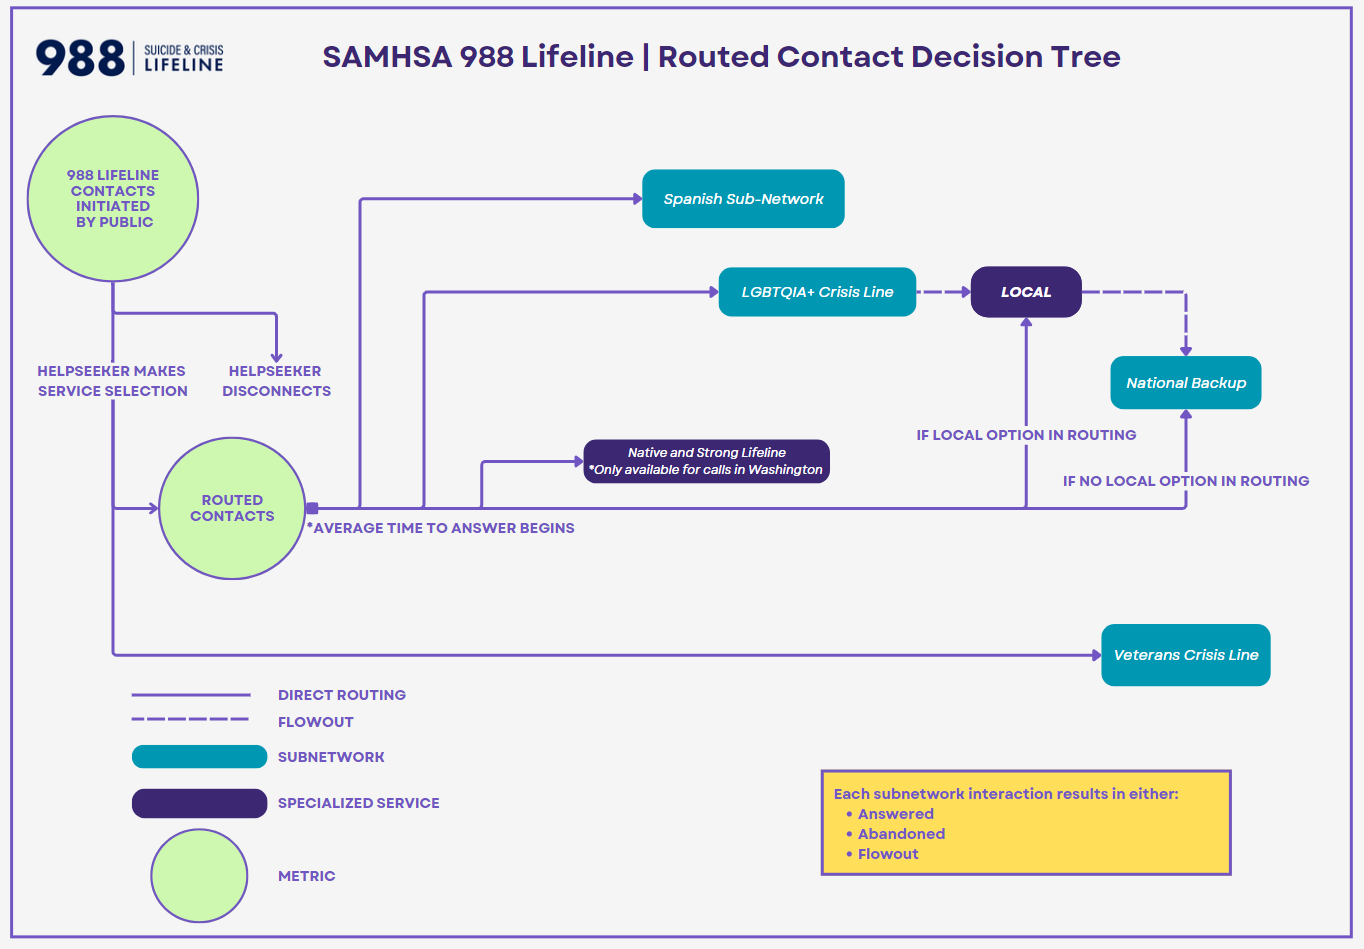 988
SUICIDE & CRISIS
LIFELINE
SAMHSA 988 Lifeline | Routed Contact Decision Tree
988 LIFELINE
CONTACTS
INITIATED
BY PUBLIC
Spanish Sub-Network
LGBTQIA+ Crisis Line
LOCAL
HELPSEEKER MAKES
SERVICE SELECTION
HELPSEEKER
DISCONNECTS
National Backup
IF LOCAL OPTION IN ROUTING
Native and Strong Lifeline
*Only available for calls in Washington
IF NO LOCAL OPTION IN ROUTING
ROUTED
CONTACTS
*AVERAGE TIME TO ANSWER BEGINS
Veterans Crisis Line
DIRECT ROUTING
FLOWOUT
SUBNETWORK
SPECIALIZED SERVICE
METRIC
Each subnetwork interaction results in either:
• Answered
• Abandoned
• Flowout